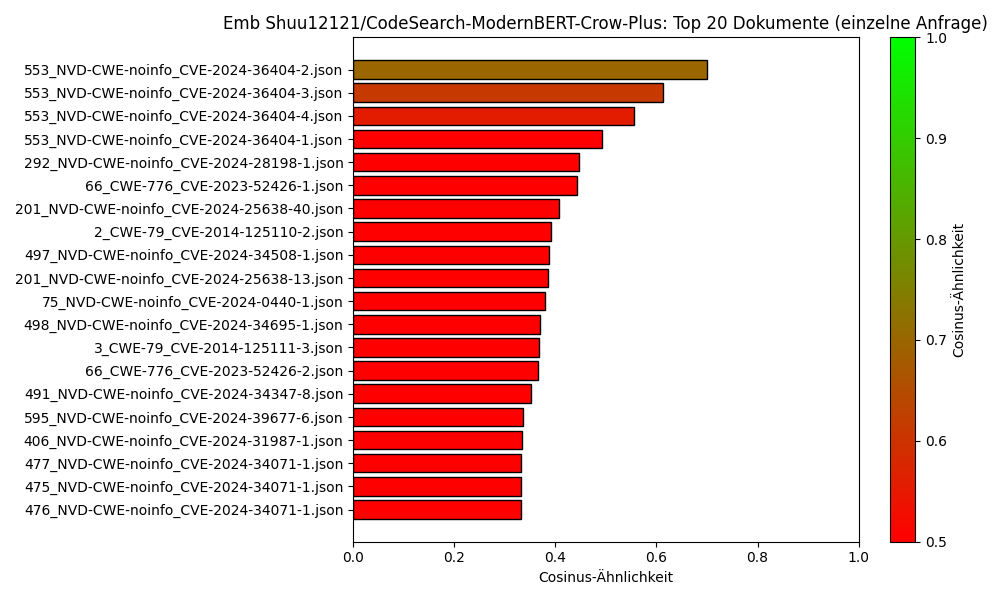 Emb Shuu12121/CodeSearch-ModernBERT-Crow-Plus: Top 20 Dokumente (einzelne Anfrage)
553_NVD-CWE-noinfo_CVE-2024-36404-2.json
553_NVD-CWE-noinfo_CVE-2024-36404-3.json
553_NVD-CWE-noinfo_CVE-2024-36404-4.json
553_NVD-CWE-noinfo_CVE-2024-36404-1.json
292_NVD-CWE-noinfo_CVE-2024-28198-1.json
66_CWE-776_CVE-2023-52426-1.json
201_NVD-CWE-noinfo_CVE-2024-25638-40.json
2_CWE-79_CVE-2014-125110-2.json
497_NVD-CWE-noinfo_CVE-2024-34508-1.json
201_NVD-CWE-noinfo_CVE-2024-25638-13.json
75_NVD-CWE-noinfo_CVE-2024-0440-1.json
498_NVD-CWE-noinfo_CVE-2024-34695-1.json
3_CWE-79_CVE-2014-125111-3.json
66_CWE-776_CVE-2023-52426-2.json
491_NVD-CWE-noinfo_CVE-2024-34347-8.json
595_NVD-CWE-noinfo_CVE-2024-39677-6.json
406_NVD-CWE-noinfo_CVE-2024-31987-1.json
477_NVD-CWE-noinfo_CVE-2024-34071-1.json
475_NVD-CWE-noinfo_CVE-2024-34071-1.json
476_NVD-CWE-noinfo_CVE-2024-34071-1.json
0.0 0.2 0.4 0.6 0.8 1.0
Cosinus-Ähnlichkeit
1.0
0.9
0.8
0.7
0.6
0.5
Cosinus-Ähnlichkeit